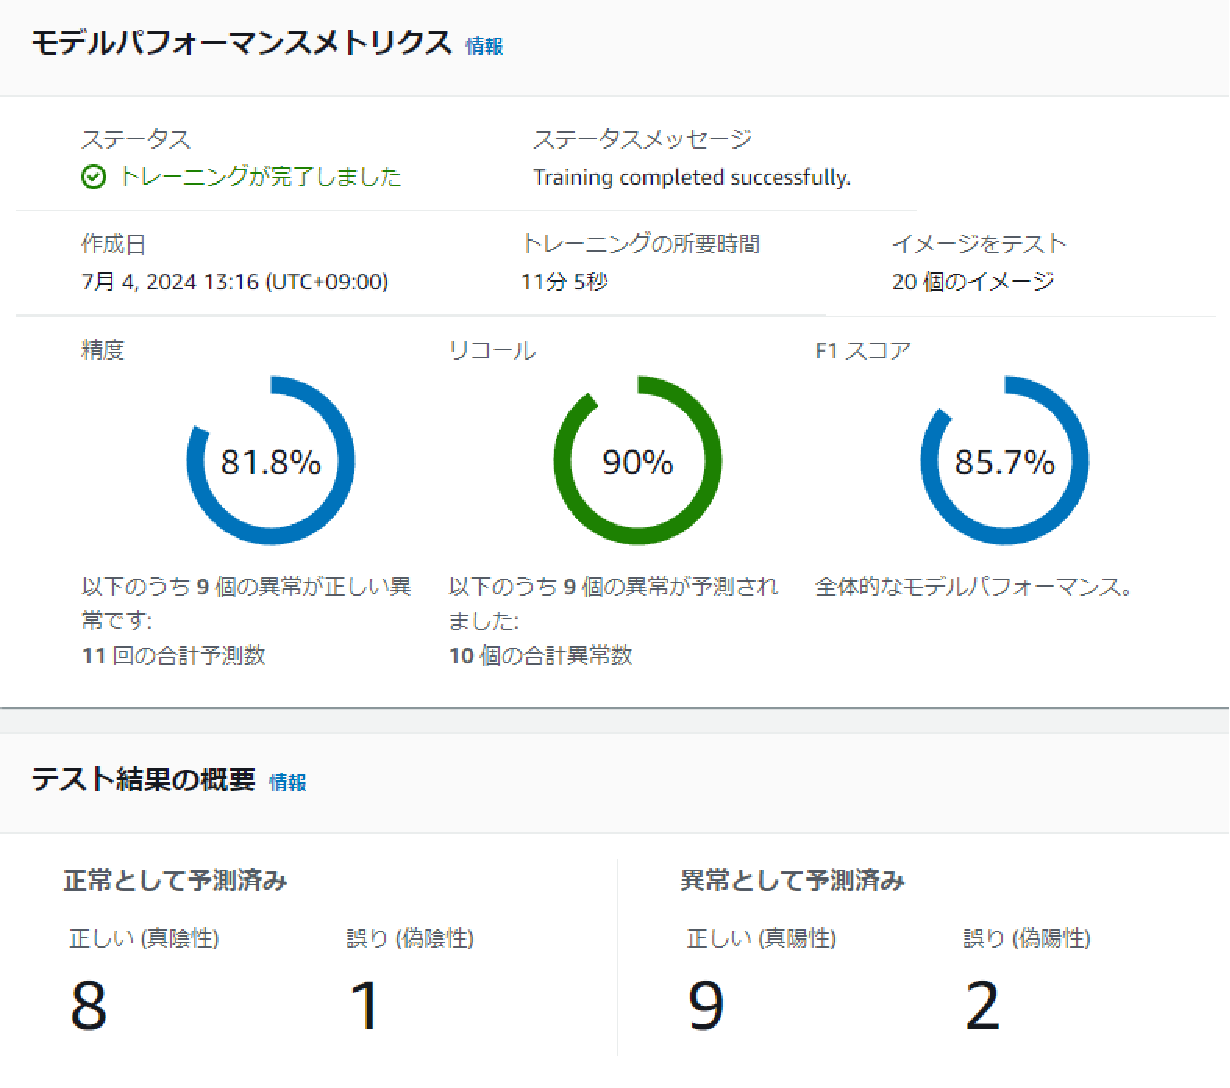 モデルパフォーマンスメトリクス 情報
ステータス
トレーニングが完了しました
ステータスメッセージ
Training completed successfully.
作成日
7月 4, 2024 13:16 (UTC+09:00)
トレーニングの所要時間
11分 5秒
イメージをテスト
20 個のイメージ
精度
81.8%
以下のうち 9 個の異常が正しい異
常です:
11 回の合計予測数
リコール
90%
以下のうち 9 個の異常が予測され
ました:
10 個の合計異常数
F1 スコア
85.7%
全体的なモデルパフォーマンス。
テスト結果の概要 情報
正常として予測済み
正しい (真陰性)
8
誤り (偽陰性)
1
異常として予測済み
正しい (真陽性)
9
誤り (偽陽性)
2